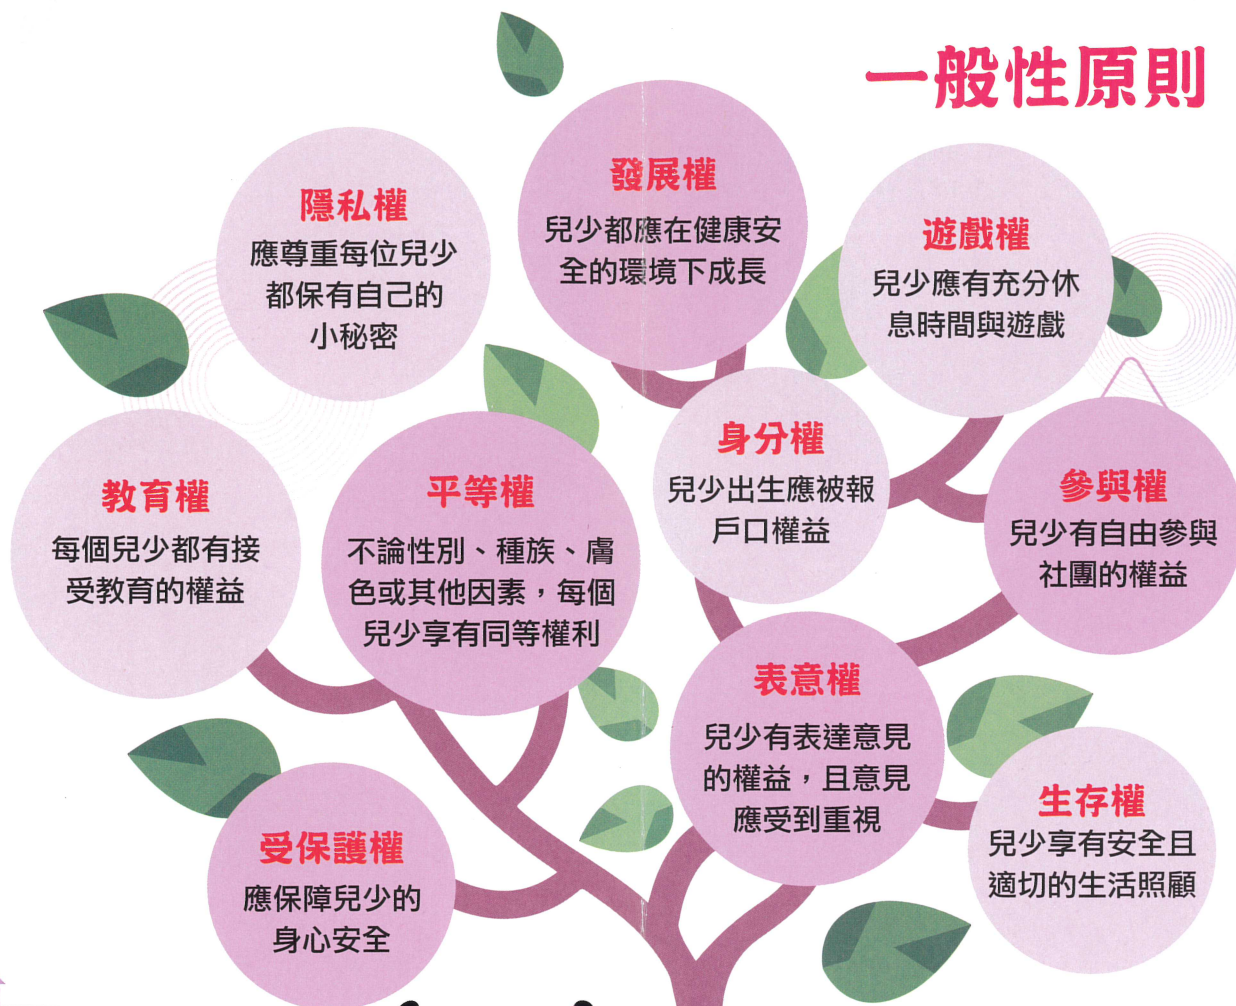 一般性原則
隱私權
應尊重每位兒少
都保有自己的
小秘密
發展權
兒少都應在健康安
全的環境下成長
遊戲權
兒少應有充分休
息時間與遊戲
教育權
每個兒少都有接
受教育的權益
平等權
不論性別、種族、膚
色或其他因素，每個
兒少享有同等權利
身分權
兒少出生應被報
戶口權益
參與權
兒少有自由參與
社團的權益
表意權
兒少有表達意見
的權益，且意見
應受到重視
生存權
兒少享有安全且
適切的生活照顧
受保護權
應保障兒少的
身心安全